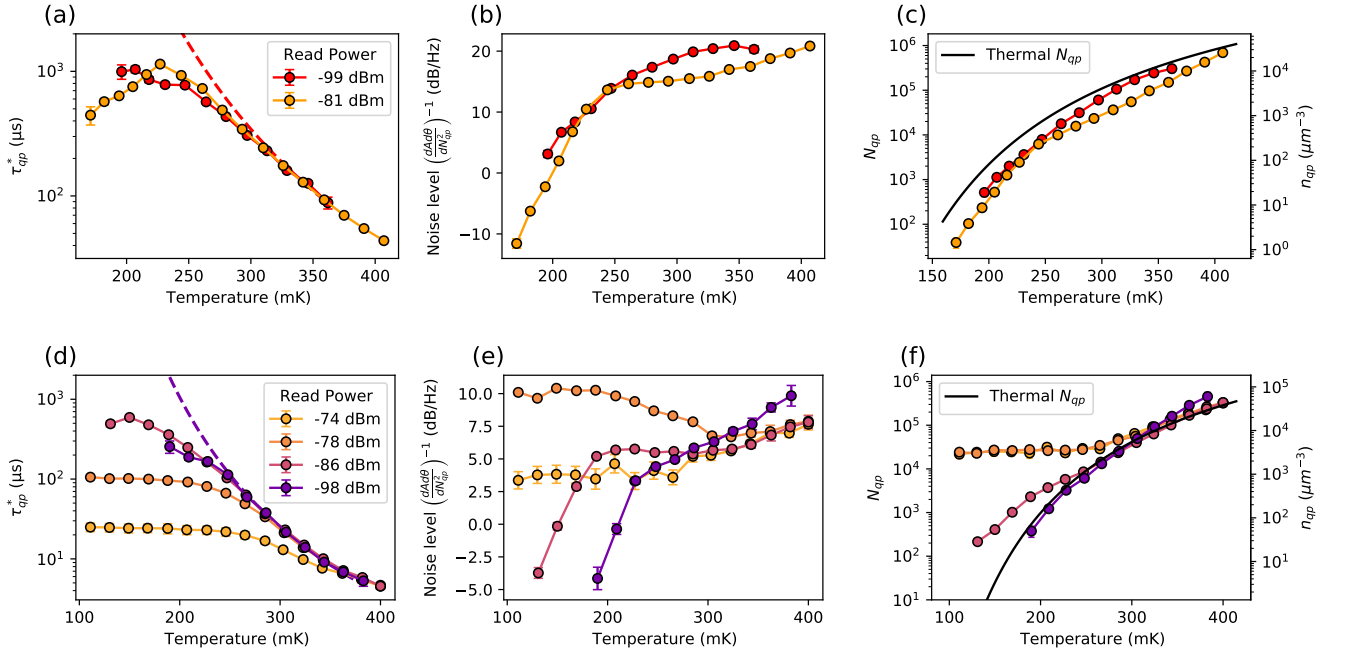 (a)
10³
10²
τ*qp (μs)
Read Power
-99 dBm
-81 dBm
200 250 300 350 400
Temperature (mK)
(b)
20
10
0
−10
Noise level (dAdθ/dN²qp)⁻¹ (dB/Hz)
200 250 300 350 400
Temperature (mK)
(c)
10⁶
10⁵
10⁴
10³
10²
Nqp
Thermal Nqp
10⁴
10³
10²
10¹
10⁰
nqp (μm⁻³)
150 200 250 300 350 400
Temperature (mK)
(d)
10³
10²
10¹
τ*qp (μs)
Read Power
-74 dBm
-78 dBm
-86 dBm
-98 dBm
100 200 300 400
Temperature (mK)
(e)
10.0
7.5
5.0
2.5
0.0
−2.5
−5.0
Noise level (dAdθ/dN²qp)⁻¹ (dB/Hz)
100 200 300 400
Temperature (mK)
(f)
10⁶
10⁵
10⁴
10³
10²
10¹
Nqp
Thermal Nqp
10⁵
10⁴
10³
10²
10¹
nqp (μm⁻³)
100 200 300 400
Temperature (mK)